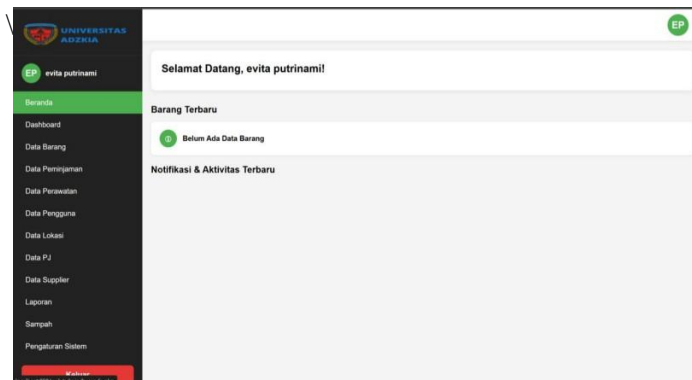 UNIVERSITAS
ADZKIA
EP
EP evita putrinami
Selamat Datang, evita putrinami!
Beranda
Dashboard
Data Barang
Data Peminjaman
Data Perawatan
Data Pengguna
Data Lokasi
Data PJ
Data Supplier
Laporan
Sampah
Pengaturan Sistem
Keluar
Barang Terbaru
Belum Ada Data Barang
Notifikasi & Aktivitas Terbaru